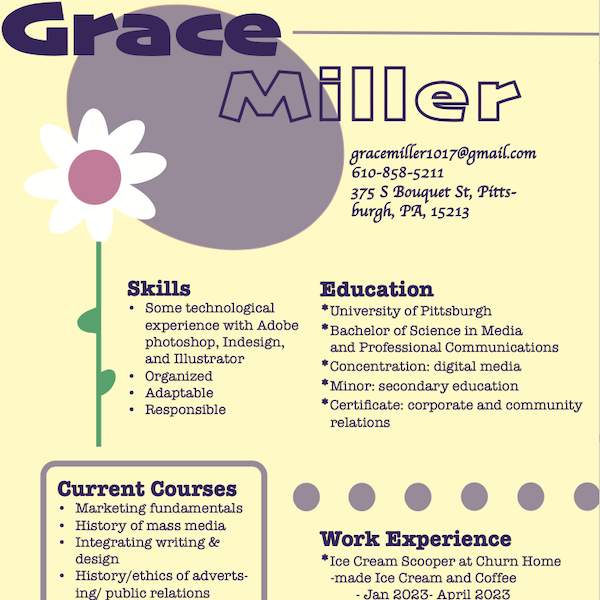 Grace
Miller
gracemiller1017@gmail.com
610-858-5211
375 S Bouquet St, Pitts-
burgh, PA, 15213
Skills
• Some technological
experience with Adobe
photoshop, Indesign,
and Illustrator
• Organized
• Adaptable
• Responsible
Education
*University of Pittsburgh
*Bachelor of Science in Media
and Professional Communications
*Concentration: digital media
*Minor: secondary education
*Certificate: corporate and community
relations
Current Courses
• Marketing fundamentals
• History of mass media
• Integrating writing &
design
• History/ethics of adverts-
ing/ public relations
Work Experience
*Ice Cream Scooper at Churn Home
-made Ice Cream and Coffee
- Jan 2023- April 2023